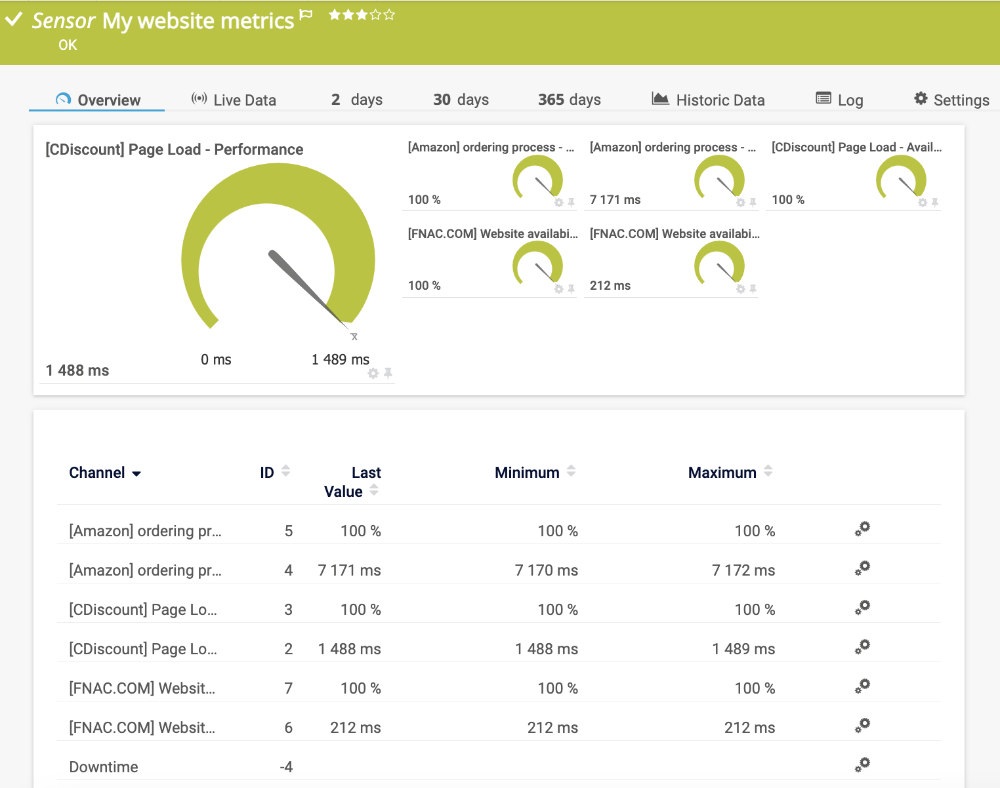 Sensor My website metrics
OK
Overview
Live Data
2 days
30 days
365 days
Historic Data
Log
Settings
[CDiscount] Page Load - Performance
0 ms
1 489 ms
1 488 ms
[Amazon] ordering process - ...
100 %
[Amazon] ordering process - ...
7 171 ms
[CDiscount] Page Load - Avail...
100 %
[FNAC.COM] Website availabi...
100 %
[FNAC.COM] Website availabi...
212 ms
Channel ID Last Value Minimum Maximum
[Amazon] ordering pr... 5 100 % 100 % 100 %
[Amazon] ordering pr... 4 7 171 ms 7 170 ms 7 172 ms
[CDiscount] Page Lo... 3 100 % 100 % 100 %
[CDiscount] Page Lo... 2 1 488 ms 1 488 ms 1 489 ms
[FNAC.COM] Websit... 7 100 % 100 % 100 %
[FNAC.COM] Websit... 6 212 ms 212 ms 212 ms
Downtime -4